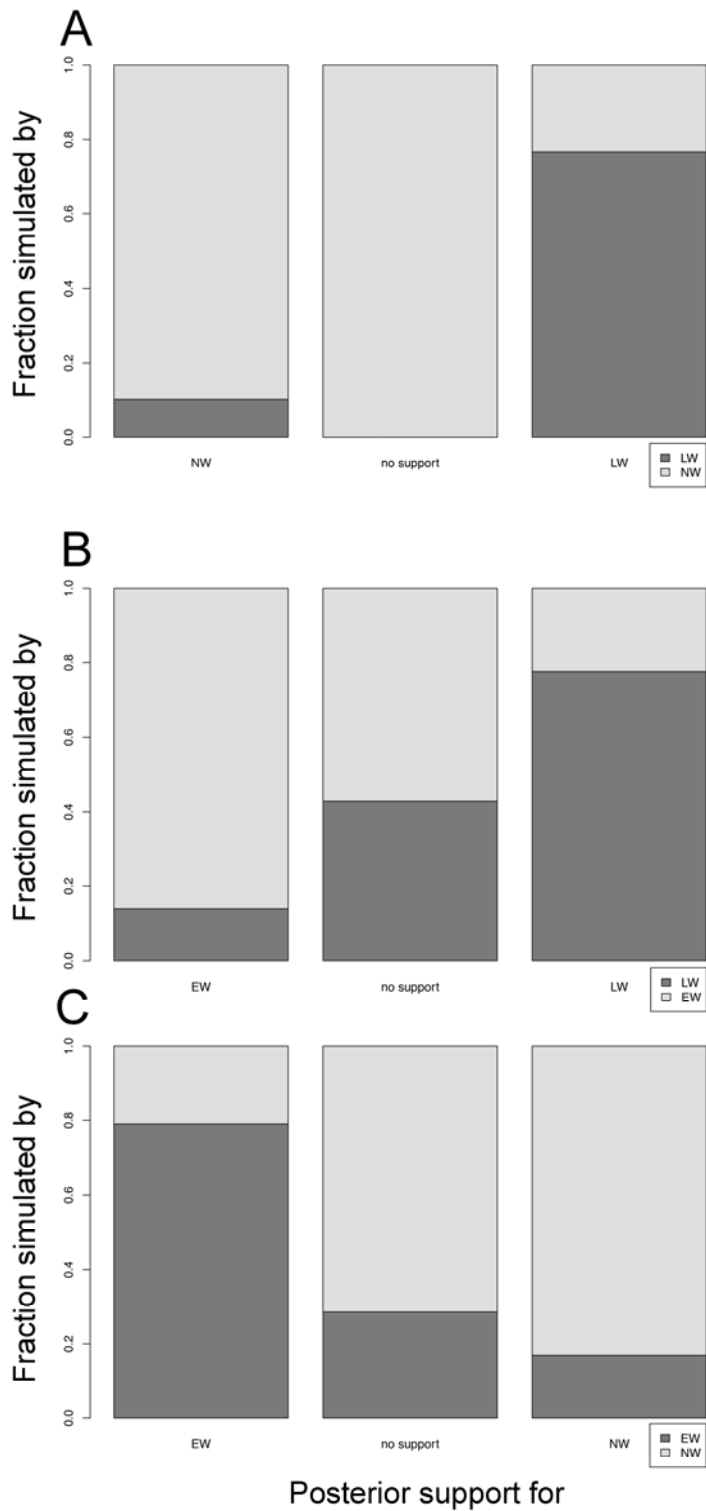 A
Fraction simulated by
1.0
0.8
0.6
0.4
0.2
0.0
NW
no support
LW
LW
NW
B
Fraction simulated by
1.0
0.8
0.6
0.4
0.2
0.0
EW
no support
LW
LW
EW
C
Fraction simulated by
1.0
0.8
0.6
0.4
0.2
0.0
EW
no support
NW
EW
NW
Posterior support for